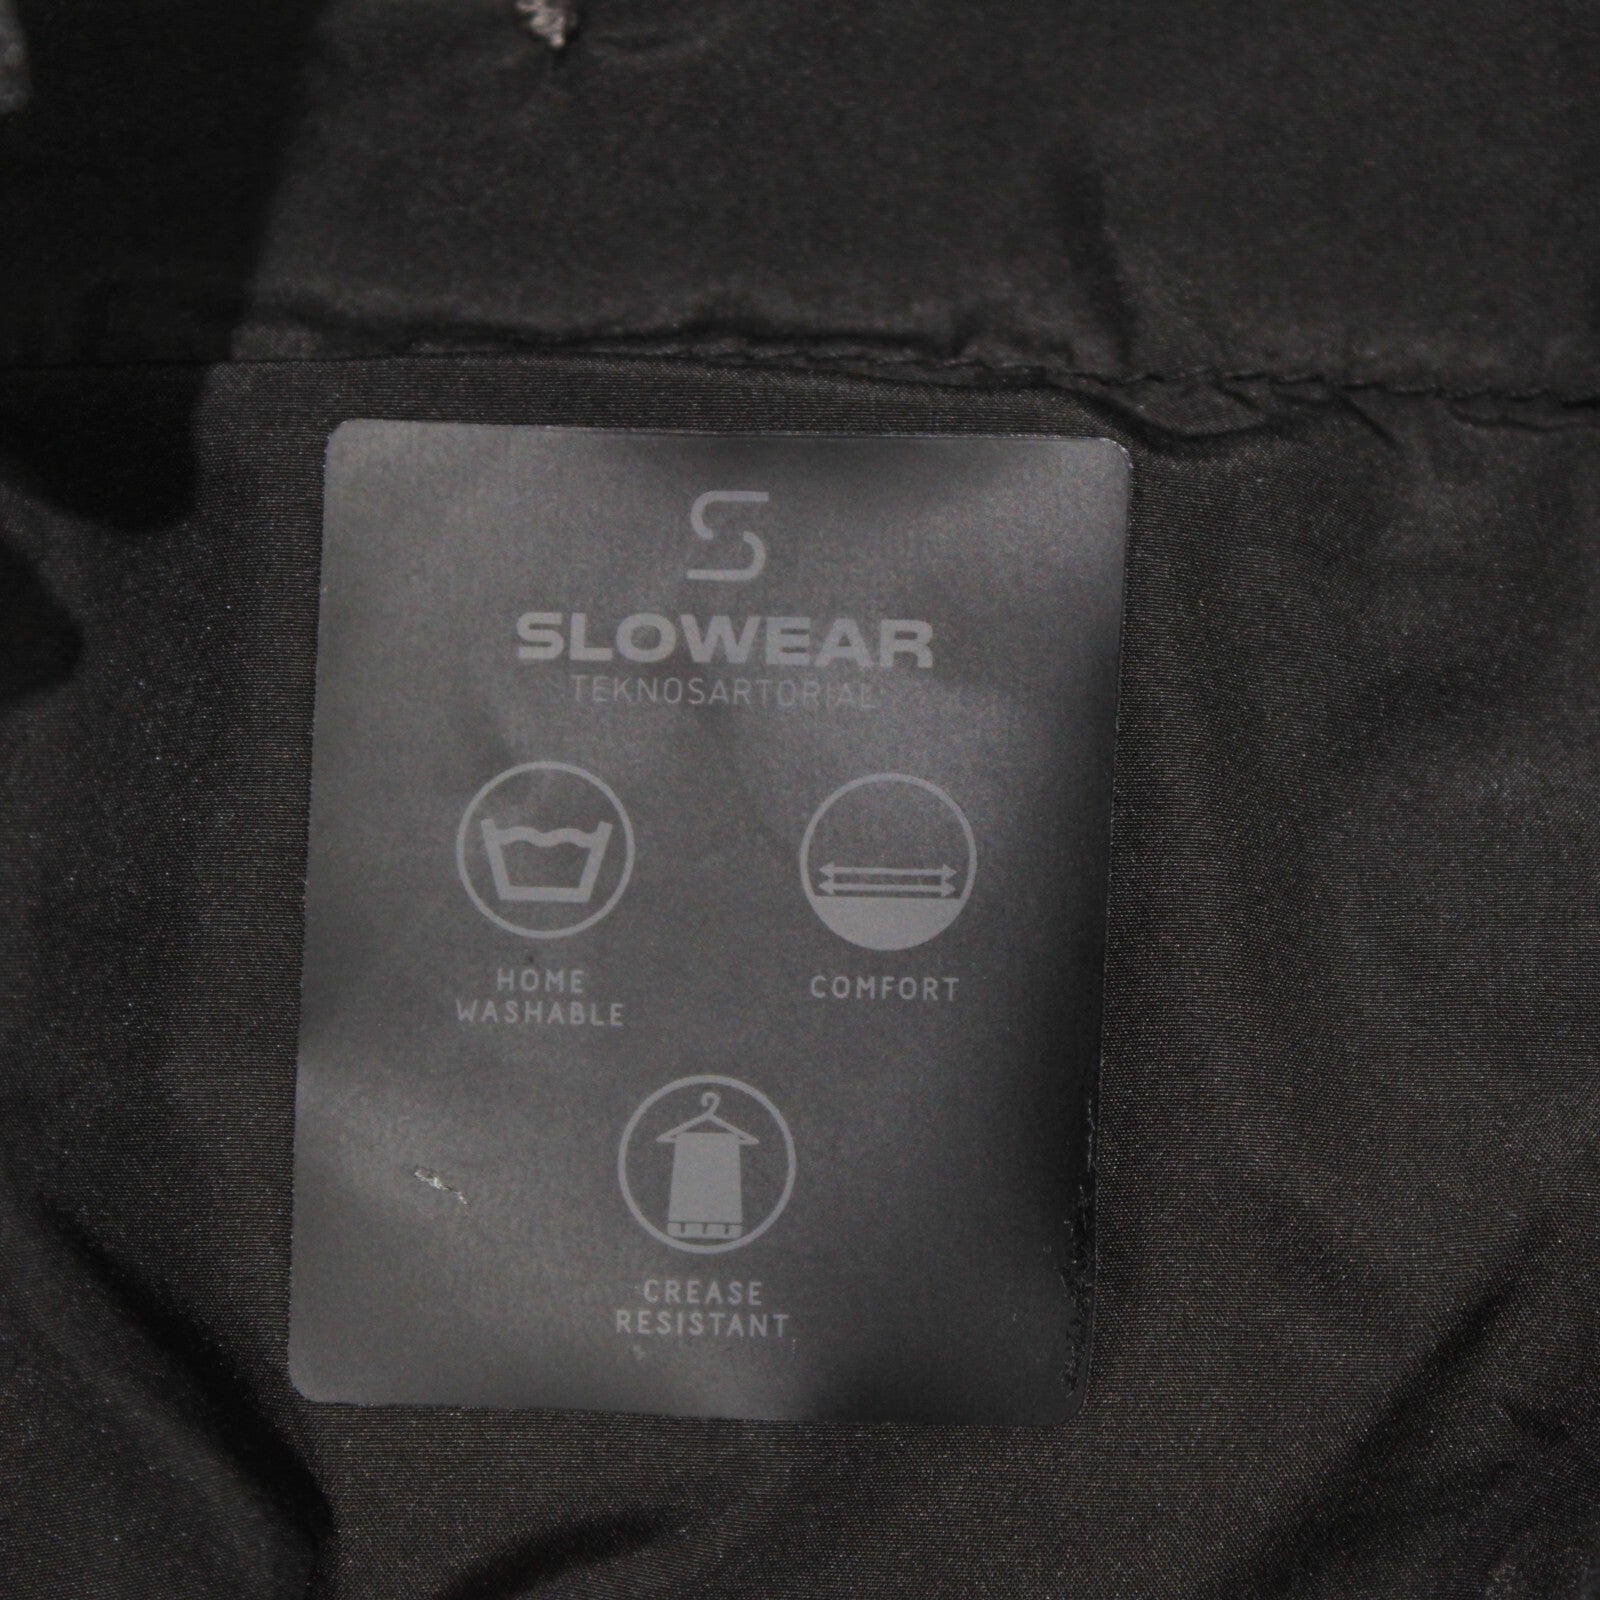 S
SLOWEAR
TEKNOSARTORIAL
HOME
WASHABLE
COMFORT
CREASE
RESISTANT